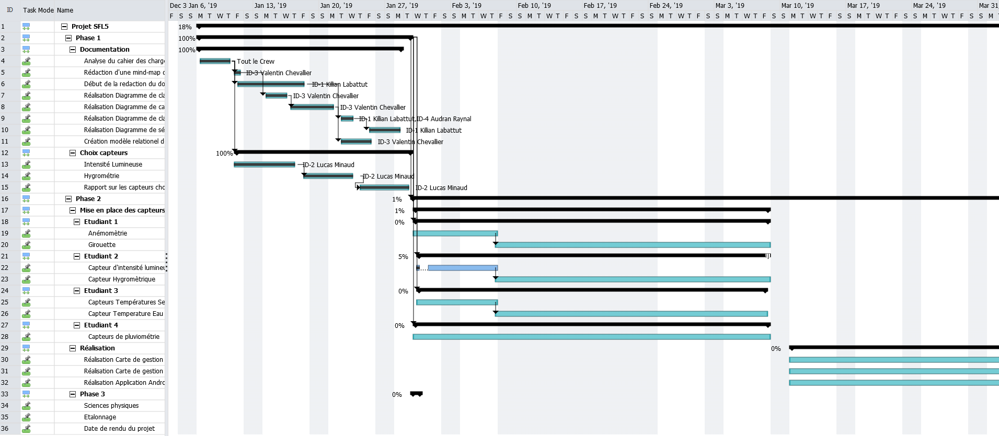 ID Task Mode Name
Dec 3 Jan 6, '19 Jan 13, '19 Jan 20, '19 Jan 27, '19 Feb 3, '19 Feb 10, '19 Feb 17, '19 Feb 24, '19 Mar 3, '19 Mar 10, '19 Mar 17, '19 Mar 24, '19 Mar 31,
F S S M T W T F S S M T W T F S S M T W T F S S M T W T F S S M T W T F S S M T W T F S S M T W T F S S M T W T F S S M T W T F S S M T W T F S S M T W T F S S M T W T F S S M
1 Projet SFL5 18%
2 Phase 1 100%
3 Documentation 100%
4 Analyse du cahier des charg Tout le Crew
5 Rédaction d'une mind-map ID-3 Valentin Chevallier
6 Début de la redaction du do ID-1 Killian Labattut
7 Réalisation Diagramme de cla ID-3 Valentin Chevallier
8 Réalisation Diagramme de ca ID-3 Valentin Chevallier
9 Réalisation Diagramme de cla ID-1 Killian Labattut,ID-4 Audran Raynal
10 Réalisation Diagramme de sé ID-1 Killian Labattut
11 Création modèle relationel d ID-3 Valentin Chevallier
12 Choix capteurs 100%
13 Intensité Lumineuse ID-2 Lucas Minaud
14 Hygrométrie ID-2 Lucas Minaud
15 Rapport sur les capteurs cho ID-2 Lucas Minaud
16 Phase 2 1%
17 Mise en place des capteurs 1%
18 Etudiant 1 0%
19 Anémomètrie
20 Girouette
21 Etudiant 2 5%
22 Capteur d'intensité lumineu
23 Capteur Hygromètrique
24 Etudiant 3 0%
25 Capteurs Températures Se
26 Capteur Temperature Eau
27 Etudiant 4 0%
28 Capteurs de pluviométrie
29 Réalisation 0%
30 Réalisation Carte de gestion
31 Réalisation Carte de gestion
32 Réalisation Application Andro
33 Phase 3 0%
34 Sciences physiques
35 Etalonnage
36 Date de rendu du projet